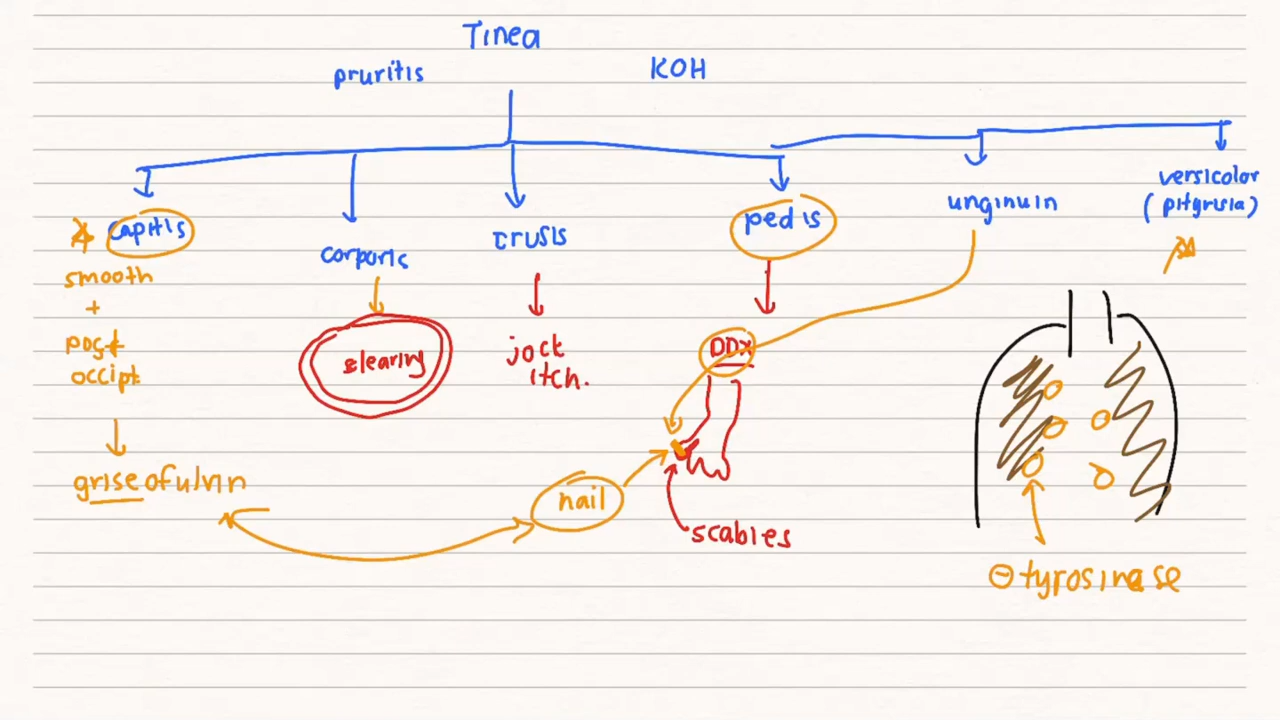 Tinea
pruritis
KOH
capitis
corporis
crusis
pedis
unginuin
versicolor
( pitgrusia)
smooth
+
post
occipt
griseofulvin
clearing
jock
itch.
DDx
nail
scabies
⊖ tyrosinase